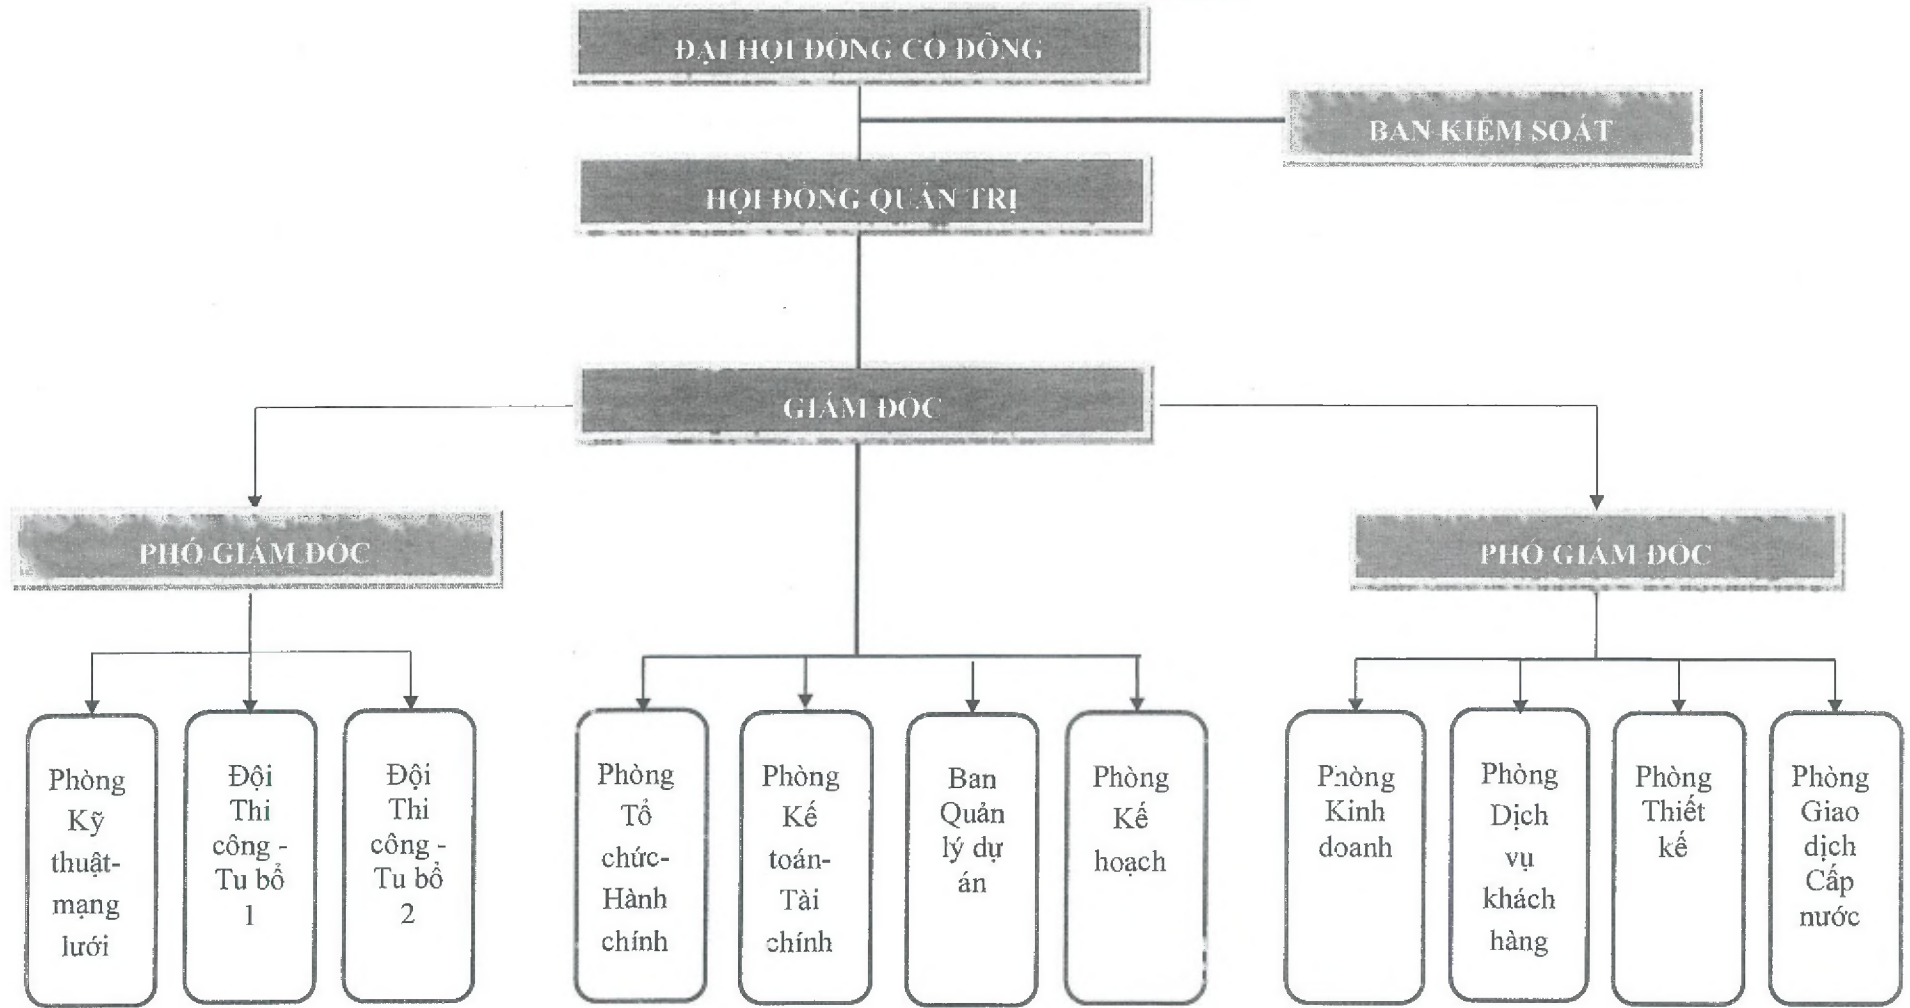 ĐẠI HỘI ĐỒNG CỔ ĐÔNG
BAN KIỂM SOÁT
HỘI ĐỒNG QUẢN TRỊ
GIÁM ĐỐC
PHÓ GIÁM ĐỐC
PHÓ GIÁM ĐỐC
Phòng
Kỹ
thuật-
mạng
lưới
Đội
Thi
công -
Tu bổ
1
Đội
Thi
công -
Tu bổ
2
Phòng
Tổ
chức-
Hành
chính
Phòng
Kế
toán-
Tài
chính
Ban
Quản
lý dự
án
Phòng
Kế
hoạch
Phòng
Kinh
doanh
Phòng
Dịch
vụ
khách
hàng
Phòng
Thiết
kế
Phòng
Giao
dịch
Cấp
nước